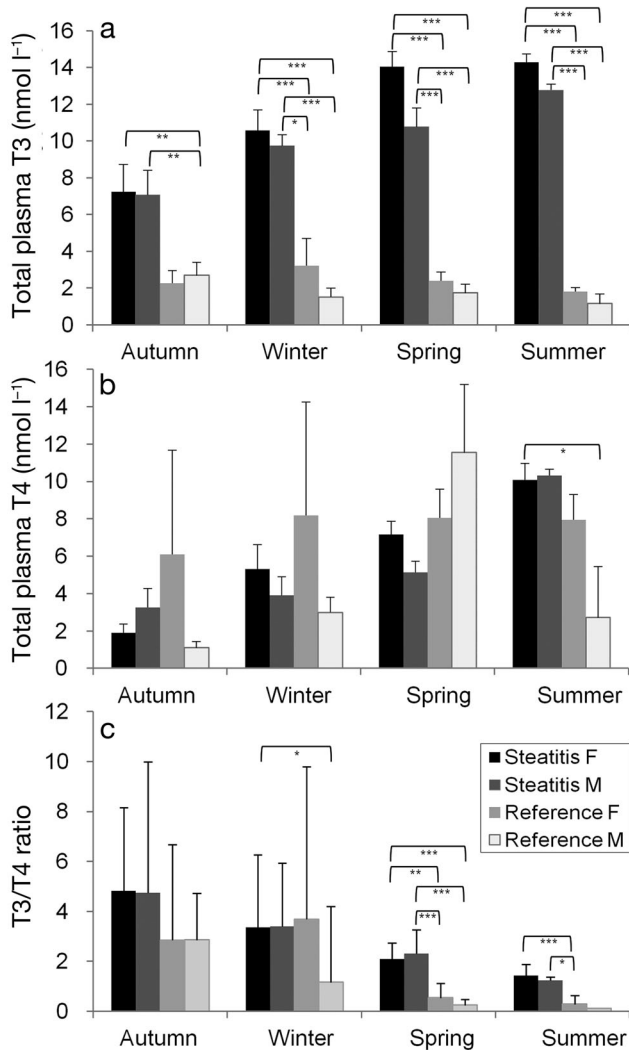 a
Total plasma T3 (nmol l⁻¹)
16
14
12
10
8
6
4
2
0
** ** *** *** *** * *** *** *** *** *** *** *** ***
Autumn Winter Spring Summer
b
Total plasma T4 (nmol l⁻¹)
16
14
12
10
8
6
4
2
0
*
Autumn Winter Spring Summer
c
T3/T4 ratio
12
10
8
6
4
2
0
* *** ** *** *** *** *
Steatitis F
Steatitis M
Reference F
Reference M
Autumn Winter Spring Summer